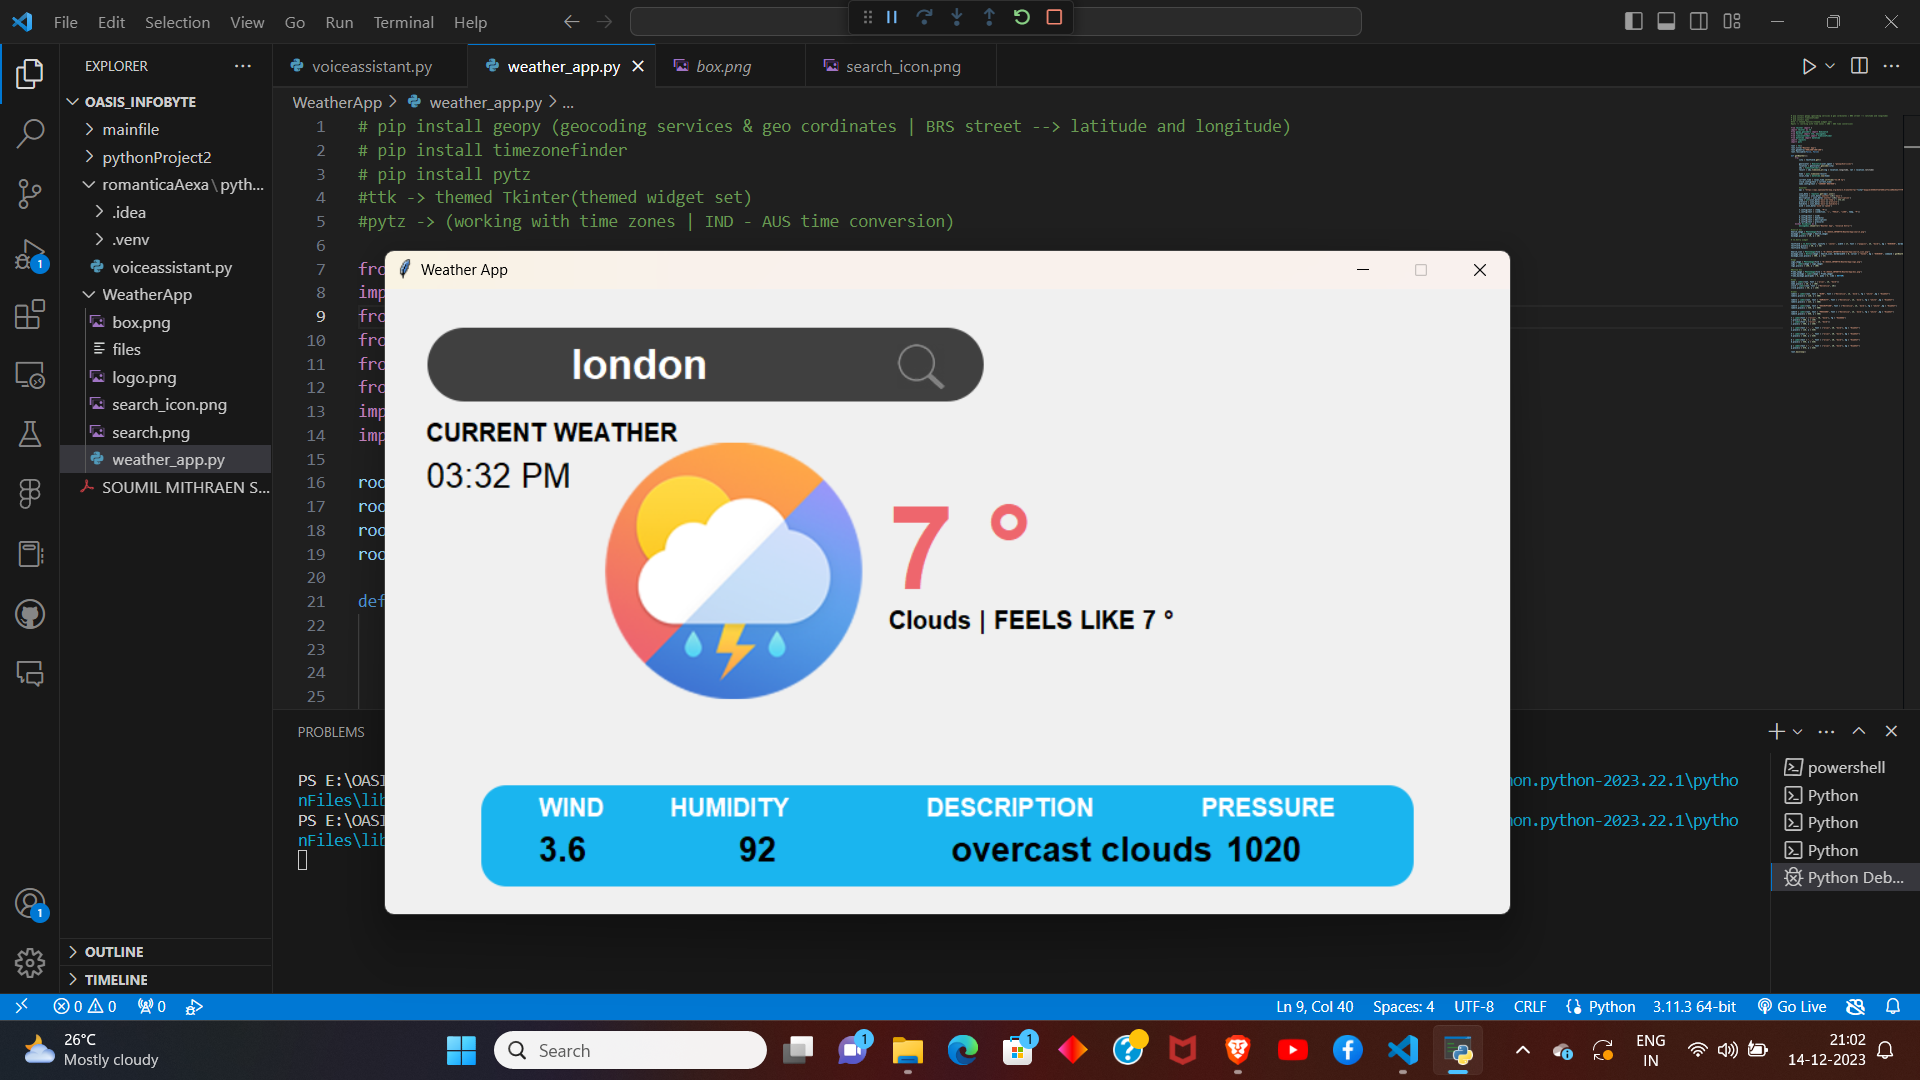 File Edit Selection View Go Run Terminal Help
EXPLORER
voiceassistant.py
weather_app.py
box.png
search_icon.png
OASIS_INFOBYTE
mainfile
pythonProject2
romanticaAexa\pyth...
.idea
.venv
voiceassistant.py
WeatherApp
box.png
files
logo.png
search_icon.png
search.png
weather_app.py
SOUMIL MITHRAEN S...
OUTLINE
TIMELINE
WeatherApp > weather_app.py > ...
1 # pip install geopy (geocoding services & geo cordinates | BRS street --> latitude and longitude)
2 # pip install timezonefinder
3 # pip install pytz
4 #ttk -> themed Tkinter(themed widget set)
5 #pytz -> (working with time zones | IND - AUS time conversion)
6
7 fro
8 imp
9 fro
10 fro
11 fro
12 fro
13 imp
14 imp
15
16 roo
17 roo
18 roo
19 roo
20
21 def
22
23
24
25
Weather App
london
CURRENT WEATHER
03:32 PM
7 °
Clouds | FEELS LIKE 7 °
WIND HUMIDITY DESCRIPTION PRESSURE
3.6 92 overcast clouds 1020
PROBLEMS
PS E:\OASI
on.python-2023.22.1\pytho
nFiles\lib
PS E:\OASI
on.python-2023.22.1\pytho
nFiles\lib
powershell
Python
Python
Python
Python Deb...
1
1
0 0 0
Ln 9, Col 40 Spaces: 4 UTF-8 CRLF Python 3.11.3 64-bit Go Live
26°C
Mostly cloudy
Search
1
1
ENG
IN
21:02
14-12-2023